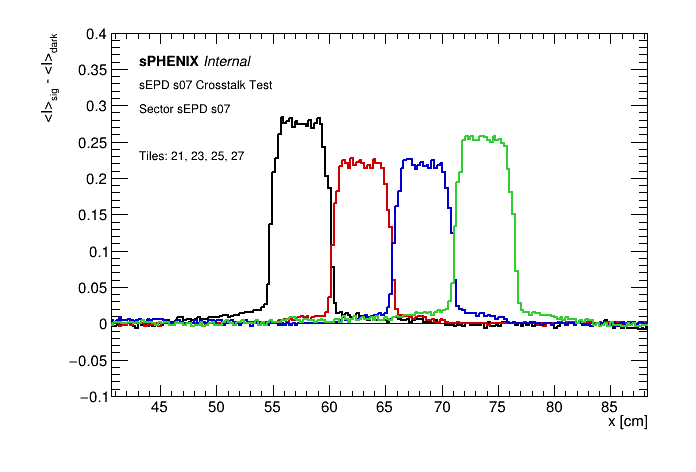 0.4
<I>sig - <I>dark
sPHENIX Internal
0.35
sEPD s07 Crosstalk Test
0.3
Sector sEPD s07
0.25
Tiles: 21, 23, 25, 27
0.2
0.15
0.1
0.05
0
−0.05
−0.1
45 50 55 60 65 70 75 80 85
x [cm]